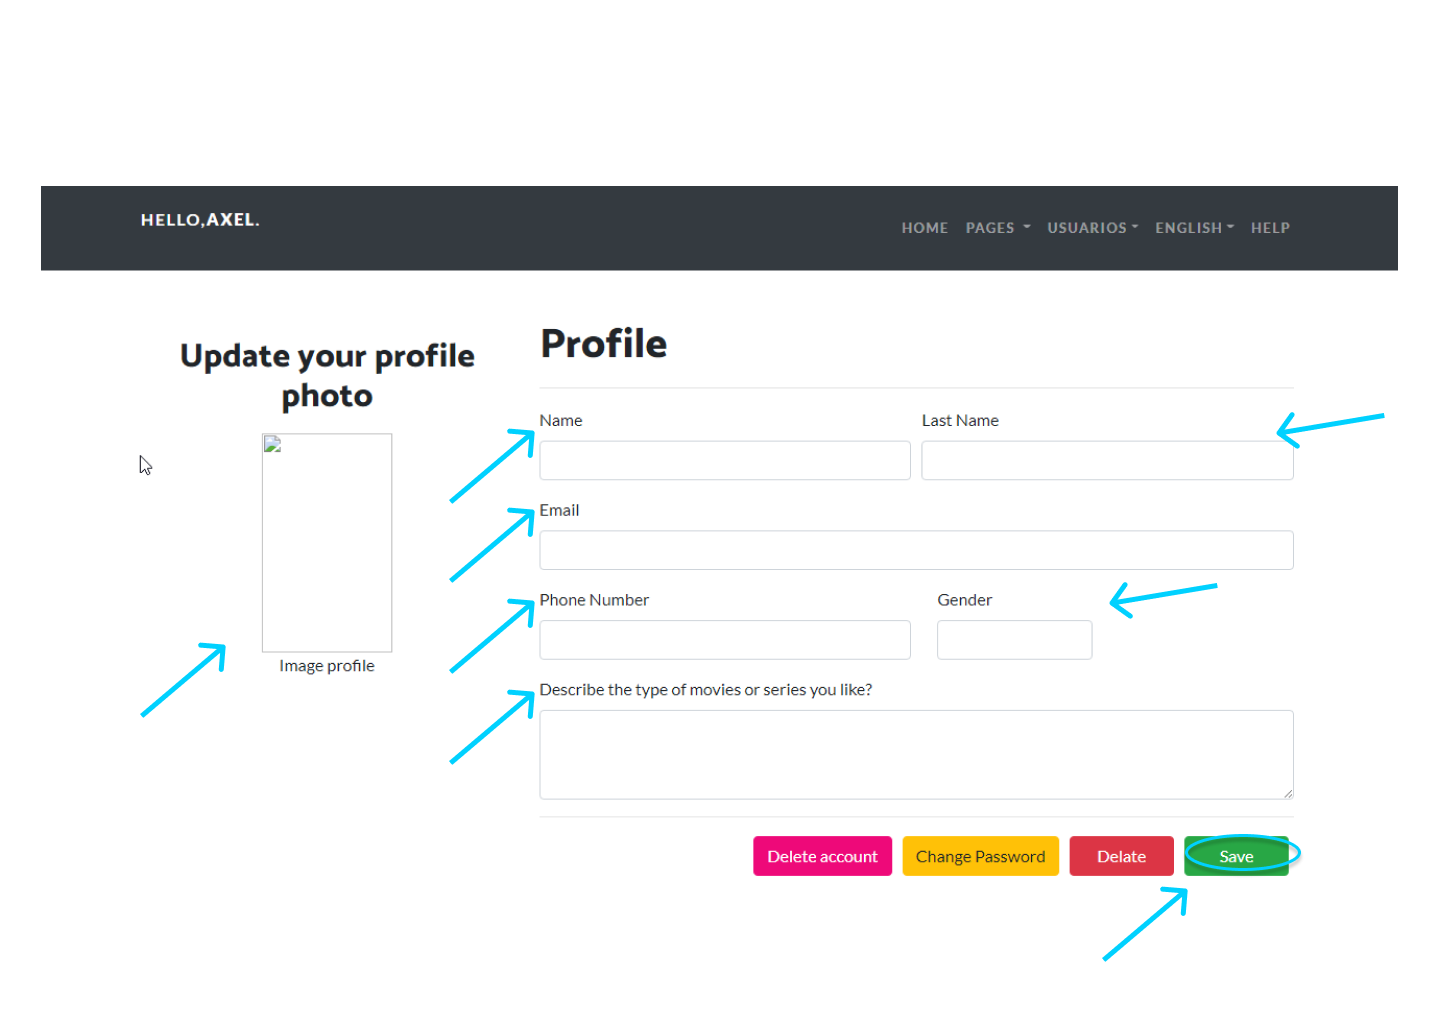 HELLO,AXEL.
HOME PAGES USUARIOS ENGLISH HELP
Update your profile
photo
Image profile
Profile
Name Last Name
Email
Phone Number Gender
Describe the type of movies or series you like?
Delete account Change Password Delate Save